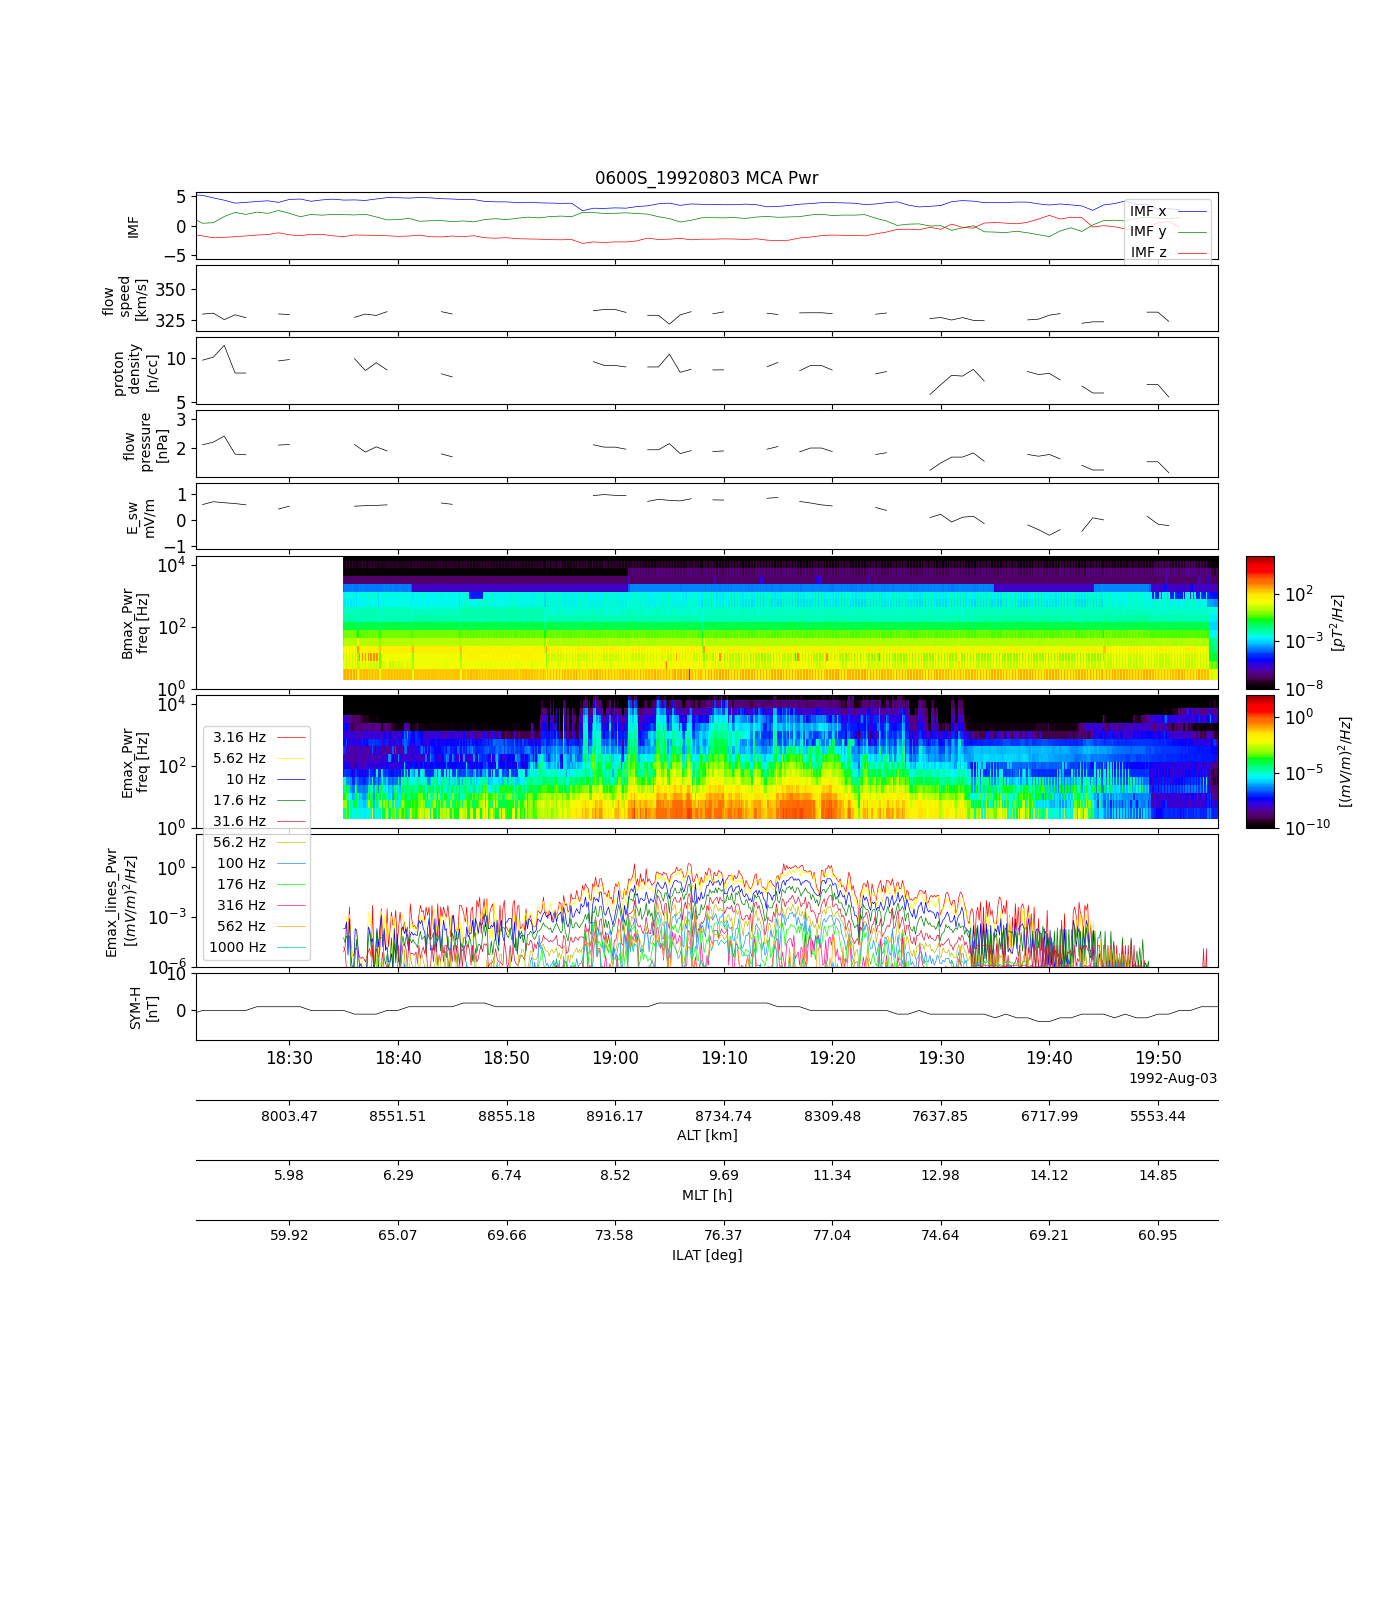 0600S_19920803 MCA Pwr
5
0
−5
IMF
IMF x
IMF y
IMF z
350
325
flow
speed
[km/s]
10
5
proton
density
[n/cc]
3
2
flow
pressure
[nPa]
1
0
−1
E_sw
mV/m
10^4
10^2
10^0
Bmax_Pwr
freq [Hz]
10^2
10^−3
10^−8
[pT^2/Hz]
10^4
10^2
10^0
Emax_Pwr
freq [Hz]
10^0
10^−5
10^−10
[(mV/m)^2/Hz]
3.16 Hz
5.62 Hz
10 Hz
17.6 Hz
31.6 Hz
56.2 Hz
100 Hz
176 Hz
316 Hz
562 Hz
1000 Hz
10^0
10^−3
10^−6
Emax_lines_Pwr
[(mV/m)^2/Hz]
10
0
SYM-H
[nT]
18:30 18:40 18:50 19:00 19:10 19:20 19:30 19:40 19:50
1992-Aug-03
8003.47 8551.51 8855.18 8916.17 8734.74 8309.48 7637.85 6717.99 5553.44
ALT [km]
5.98 6.29 6.74 8.52 9.69 11.34 12.98 14.12 14.85
MLT [h]
59.92 65.07 69.66 73.58 76.37 77.04 74.64 69.21 60.95
ILAT [deg]